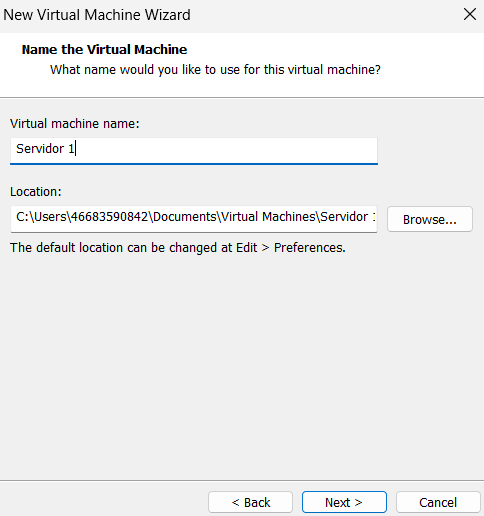 New Virtual Machine Wizard
Name the Virtual Machine
What name would you like to use for this virtual machine?
Virtual machine name:
Servidor 1
Location:
C:\Users\46683590842\Documents\Virtual Machines\Servidor 1
Browse...
The default location can be changed at Edit > Preferences.
< Back
Next >
Cancel